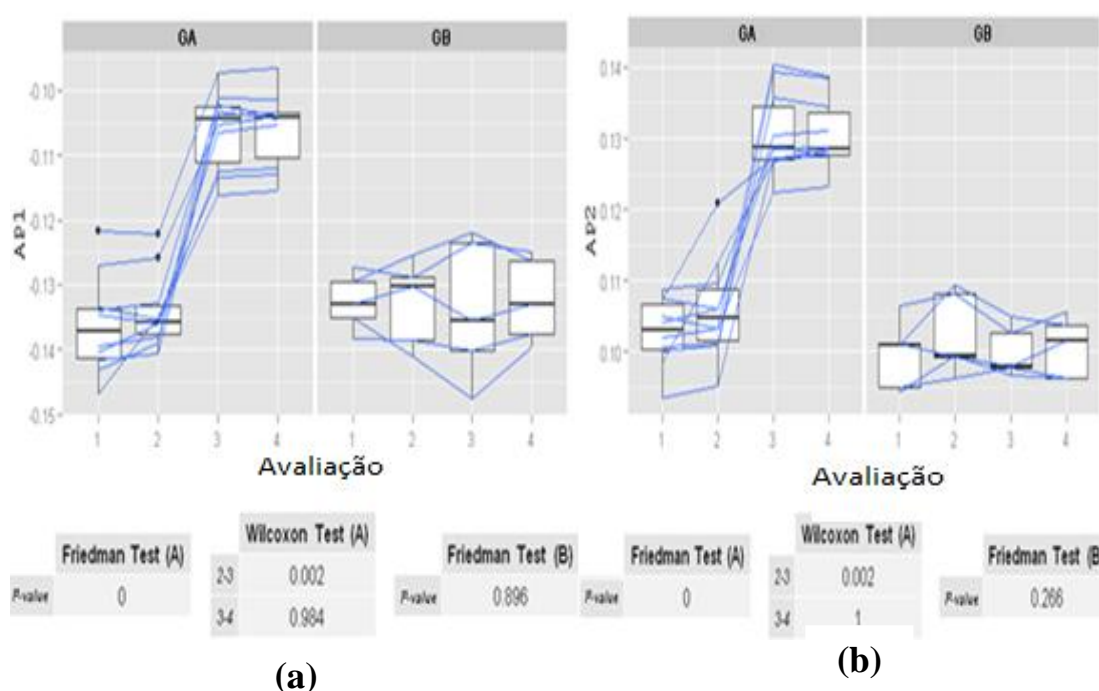 GA GB
-0.10
-0.11
-0.12
-0.13
-0.14
-0.15
AP1
1 2 3 4 1 2 3 4
Avaliação
GA GB
0.14
0.13
0.12
0.11
0.10
AP2
1 2 3 4 1 2 3 4
Avaliação
Friedman Test (A)
P-value 0
Wilcoxon Test (A)
2-3 0.002
3-4 0.984
Friedman Test (B)
P-value 0.896
Friedman Test (A)
P-value 0
Wilcoxon Test (A)
2-3 0.002
3-4 1
Friedman Test (B
P-value 0.266
(a)
(b)